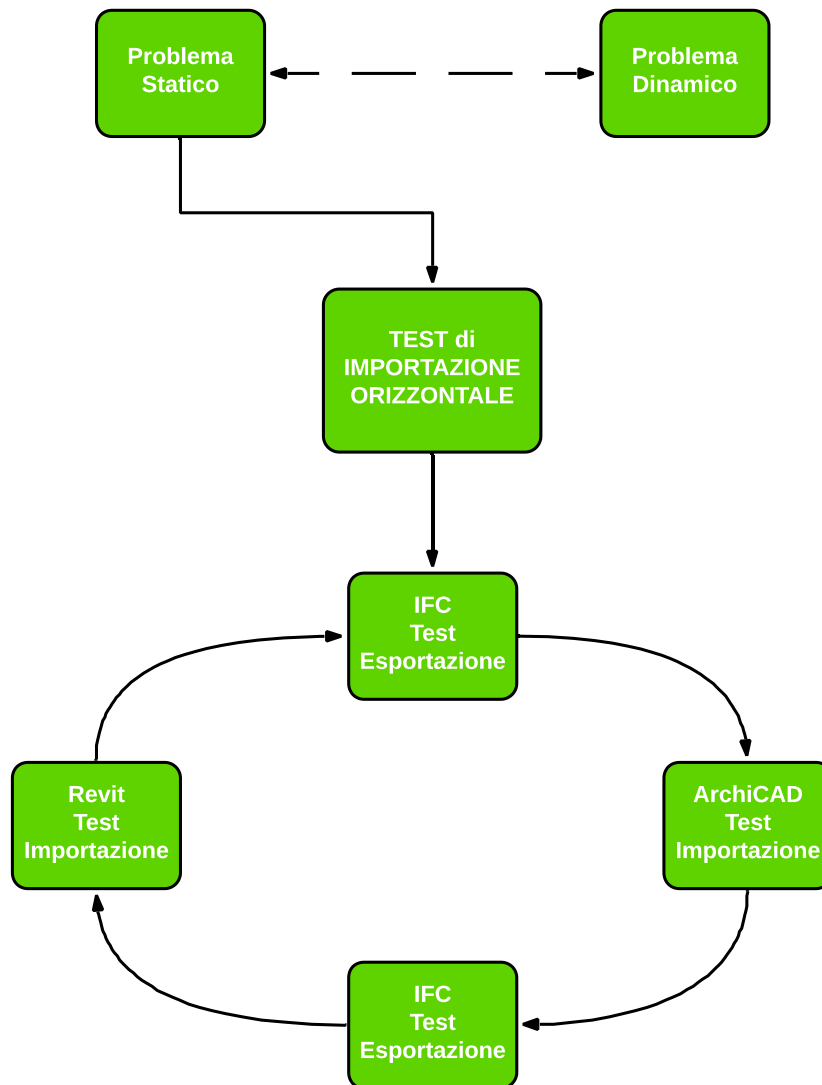 Problema
Statico
Problema
Dinamico
TEST di
IMPORTAZIONE
ORIZZONTALE
IFC
Test
Esportazione
Revit
Test
Importazione
ArchiCAD
Test
Importazione
IFC
Test
Esportazione